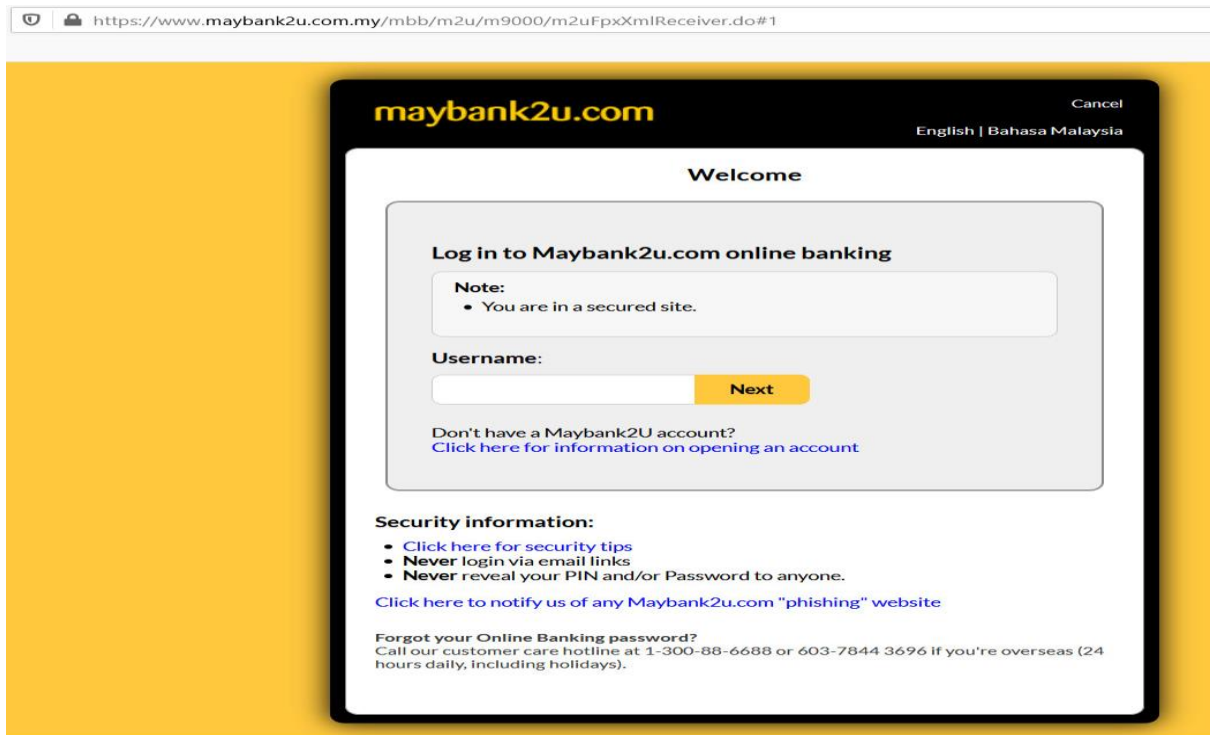 https://www.maybank2u.com.my/mbb/m2u/m9000/m2uFpxXmlReceiver.do#1
maybank2u.com
Cancel
English | Bahasa Malaysia
Welcome
Log in to Maybank2u.com online banking
Note:
• You are in a secured site.
Username:
Next
Don't have a Maybank2U account?
Click here for information on opening an account
Security information:
• Click here for security tips
• Never login via email links
• Never reveal your PIN and/or Password to anyone.
Click here to notify us of any Maybank2u.com "phishing" website
Forgot your Online Banking password?
Call our customer care hotline at 1-300-88-6688 or 603-7844 3696 if you're overseas (24
hours daily, including holidays).